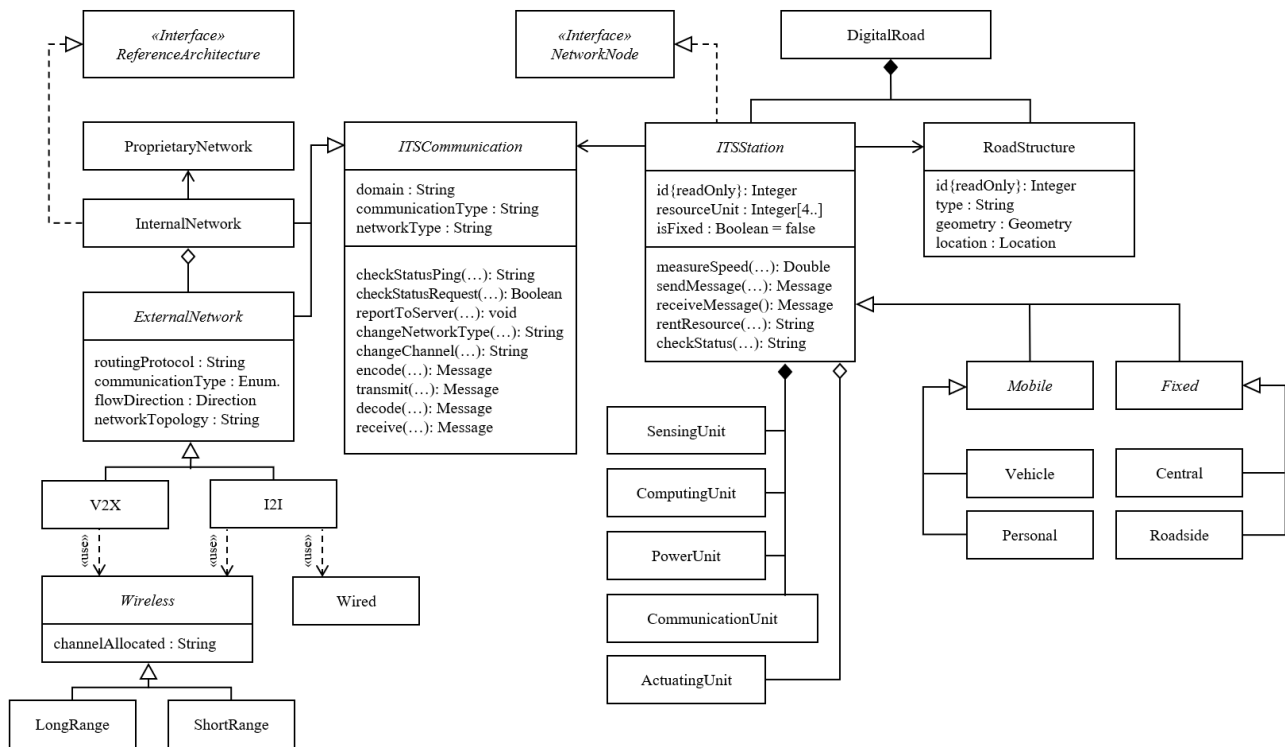 «Interface»
ReferenceArchitecture
«Interface»
NetworkNode
DigitalRoad
ProprietaryNetwork
InternalNetwork
ExternalNetwork
routingProtocol : String
communicationType : Enum.
flowDirection : Direction
networkTopology : String
ITSCommunication
domain : String
communicationType : String
networkType : String
checkStatusPing(…): String
checkStatusRequest(…): Boolean
reportToServer(…): void
changeNetworkType(…): String
changeChannel(…): String
encode(…): Message
transmit(…): Message
decode(…): Message
receive(…): Message
ITSStation
id{readOnly}: Integer
resourceUnit : Integer[4..]
isFixed : Boolean = false
measureSpeed(…): Double
sendMessage(…): Message
receiveMessage(): Message
rentResource(…): String
checkStatus(…): String
RoadStructure
id{readOnly}: Integer
type : String
geometry : Geometry
location : Location
Mobile
Fixed
Vehicle
Central
Personal
Roadside
SensingUnit
ComputingUnit
PowerUnit
CommunicationUnit
ActuatingUnit
V2X
I2I
«use»
«use»
«use»
Wireless
channelAllocated : String
Wired
LongRange
ShortRange